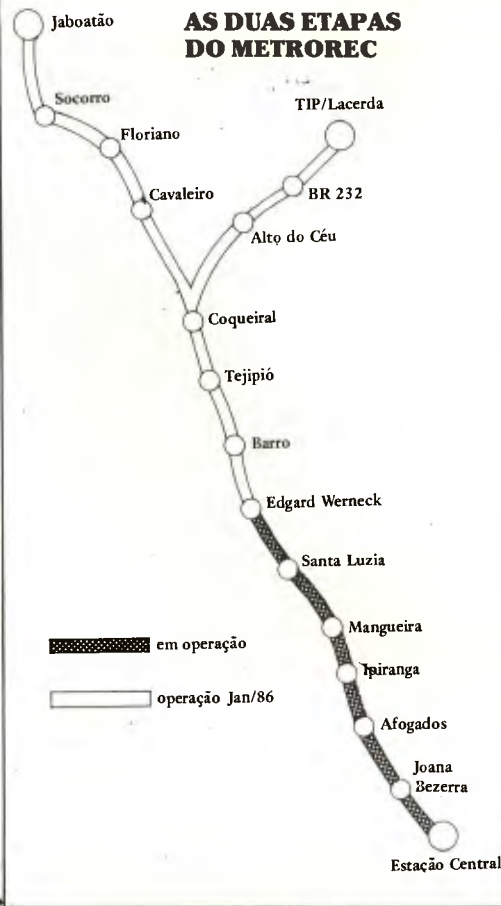 AS DUAS ETAPAS
DO METROREC
Jaboatão
Socorro
Floriano
Cavaleiro
TIP/Lacerda
BR 232
Alto do Céu
Coqueiral
Tejipió
Barro
Edgard Werneck
Santa Luzia
Mangueira
Ipiranga
Afogados
Joana
Bezerra
Estação Central
em operação
operação Jan/86